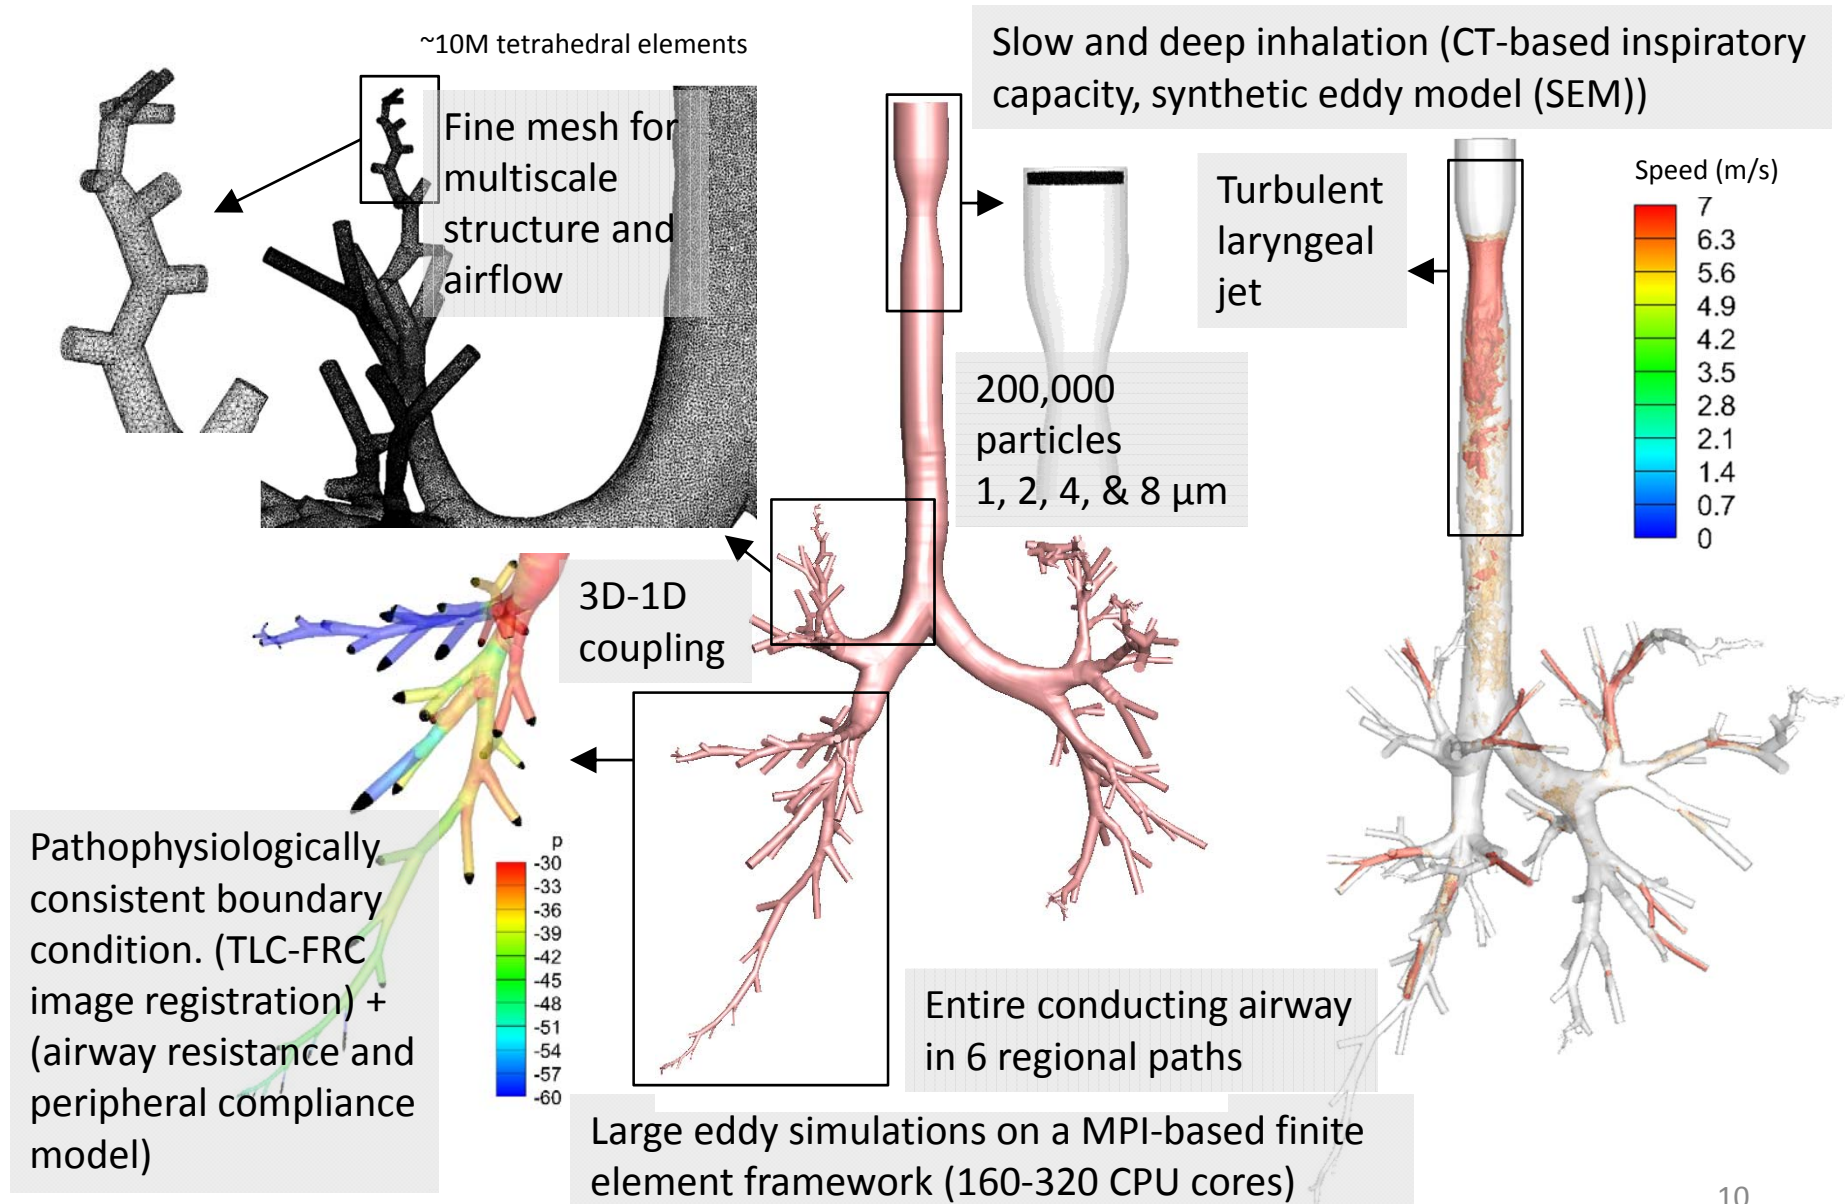 ~10M tetrahedral elements
Slow and deep inhalation (CT-based inspiratory
capacity, synthetic eddy model (SEM))
Fine mesh for
multiscale
structure and
airflow
Turbulent
laryngeal
jet
Speed (m/s)
7
6.3
5.6
4.9
4.2
3.5
2.8
2.1
1.4
0.7
0
200,000
particles
1, 2, 4, & 8 μm
3D-1D
coupling
Pathophysiologically
consistent boundary
condition. (TLC-FRC
image registration) +
(airway resistance and
peripheral compliance
model)
p
-30
-33
-36
-39
-42
-45
-48
-51
-54
-57
-60
Entire conducting airway
in 6 regional paths
Large eddy simulations on a MPI-based finite
element framework (160-320 CPU cores)
10